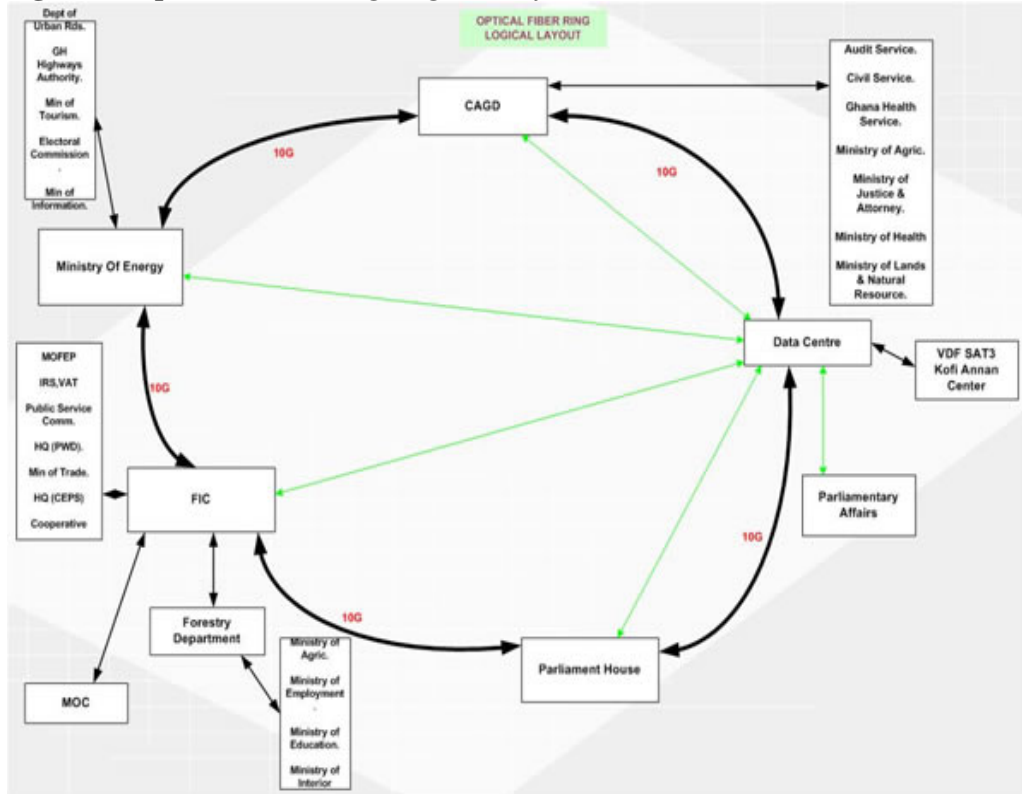 OPTICAL FIBER RING
LOGICAL LAYOUT
Dept of
Urban Rds.
GH
Highways
Authority.
Min of
Tourism.
Electoral
Commission
.
Min of
Information.
CAGD
Audit Service.
Civil Service.
Ghana Health
Service.
Ministry of Agric.
Ministry of
Justice &
Attorney.
Ministry of Health
Ministry of Lands
& Natural
Resource.
10G
10G
Ministry Of Energy
Data Centre
VDF SAT3
Kofi Annan
Center
MOFEP
IRS,VAT
Public Service
Comm.
HQ (PWD).
Min of Trade.
HQ (CEPS)
Cooperative
10G
FIC
Parliamentary
Affairs
10G
10G
Forestry
Department
Ministry of
Agric.
Ministry of
Employment
.
Ministry of
Education.
Ministry of
Interior
Parliament House
MOC